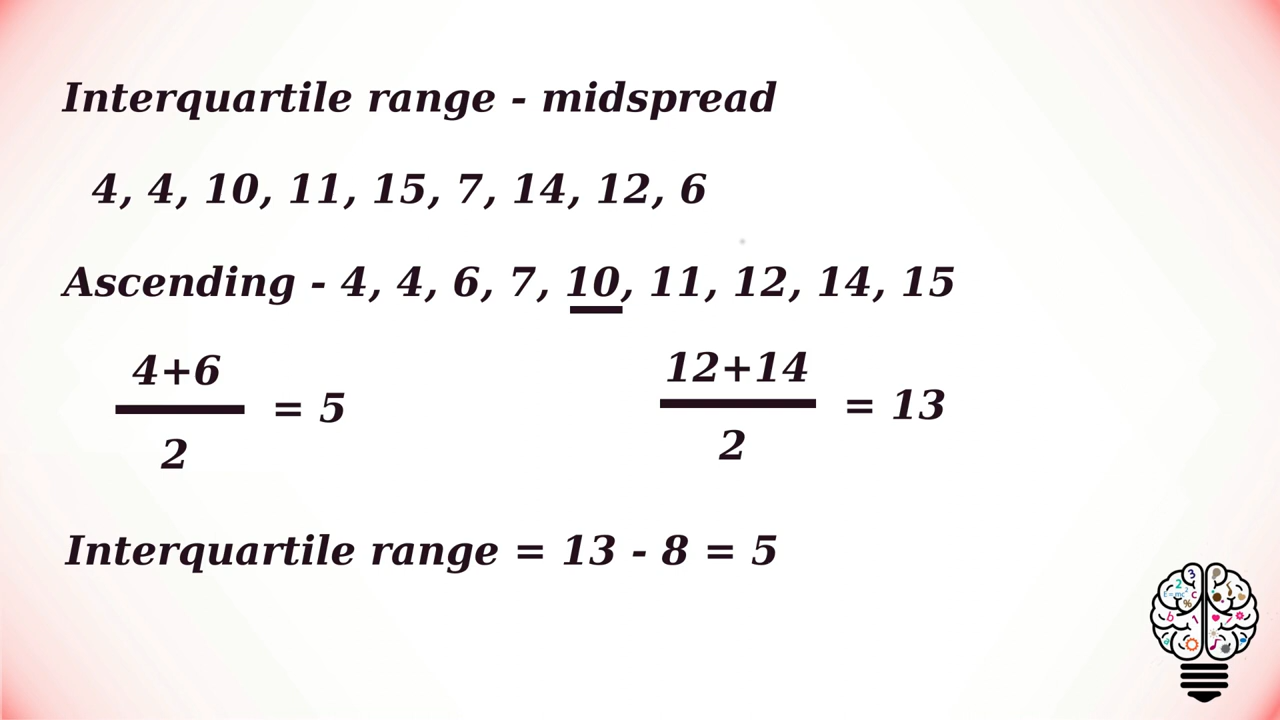 Interquartile range - midspread
4, 4, 10, 11, 15, 7, 14, 12, 6
Ascending - 4, 4, 6, 7, 10, 11, 12, 14, 15
4+6
2
= 5
12+14
2
= 13
Interquartile range = 13 - 8 = 5